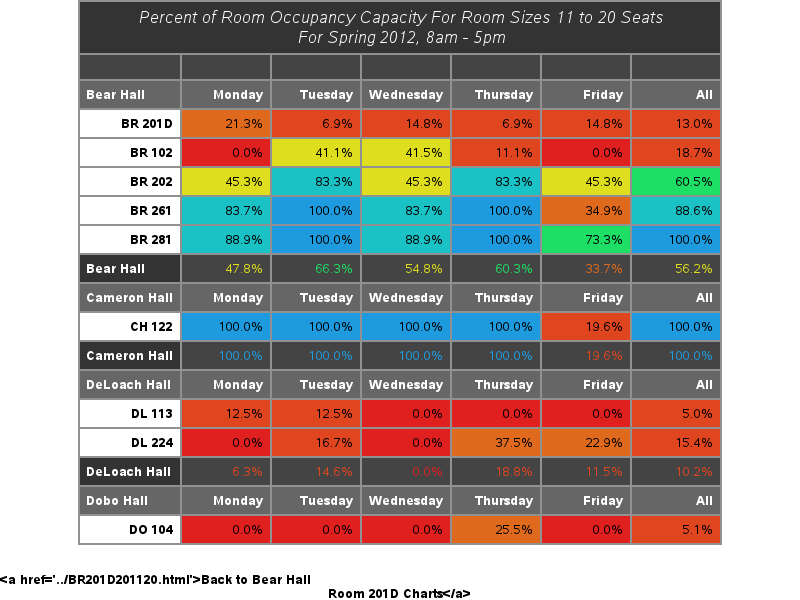 Percent of Room Occupancy Capacity For Room Sizes 11 to 20 Seats
For Spring 2012, 8am - 5pm
Bear Hall Monday Tuesday Wednesday Thursday Friday All
BR 201D 21.3% 6.9% 14.8% 6.9% 14.8% 13.0%
BR 102 0.0% 41.1% 41.5% 11.1% 0.0% 18.7%
BR 202 45.3% 83.3% 45.3% 83.3% 45.3% 60.5%
BR 261 83.7% 100.0% 83.7% 100.0% 34.9% 88.6%
BR 281 88.9% 100.0% 88.9% 100.0% 73.3% 100.0%
Bear Hall 47.8% 66.3% 54.8% 60.3% 33.7% 56.2%
Cameron Hall Monday Tuesday Wednesday Thursday Friday All
CH 122 100.0% 100.0% 100.0% 100.0% 19.6% 100.0%
Cameron Hall 100.0% 100.0% 100.0% 100.0% 19.6% 100.0%
DeLoach Hall Monday Tuesday Wednesday Thursday Friday All
DL 113 12.5% 12.5% 0.0% 0.0% 0.0% 5.0%
DL 224 0.0% 16.7% 0.0% 37.5% 22.9% 15.4%
DeLoach Hall 6.3% 14.6% 0.0% 18.8% 11.5% 10.2%
Dobo Hall Monday Tuesday Wednesday Thursday Friday All
DO 104 0.0% 0.0% 0.0% 25.5% 0.0% 5.1%
<a href='../BR201D201120.html'>Back to Bear Hall
Room 201D Charts</a>